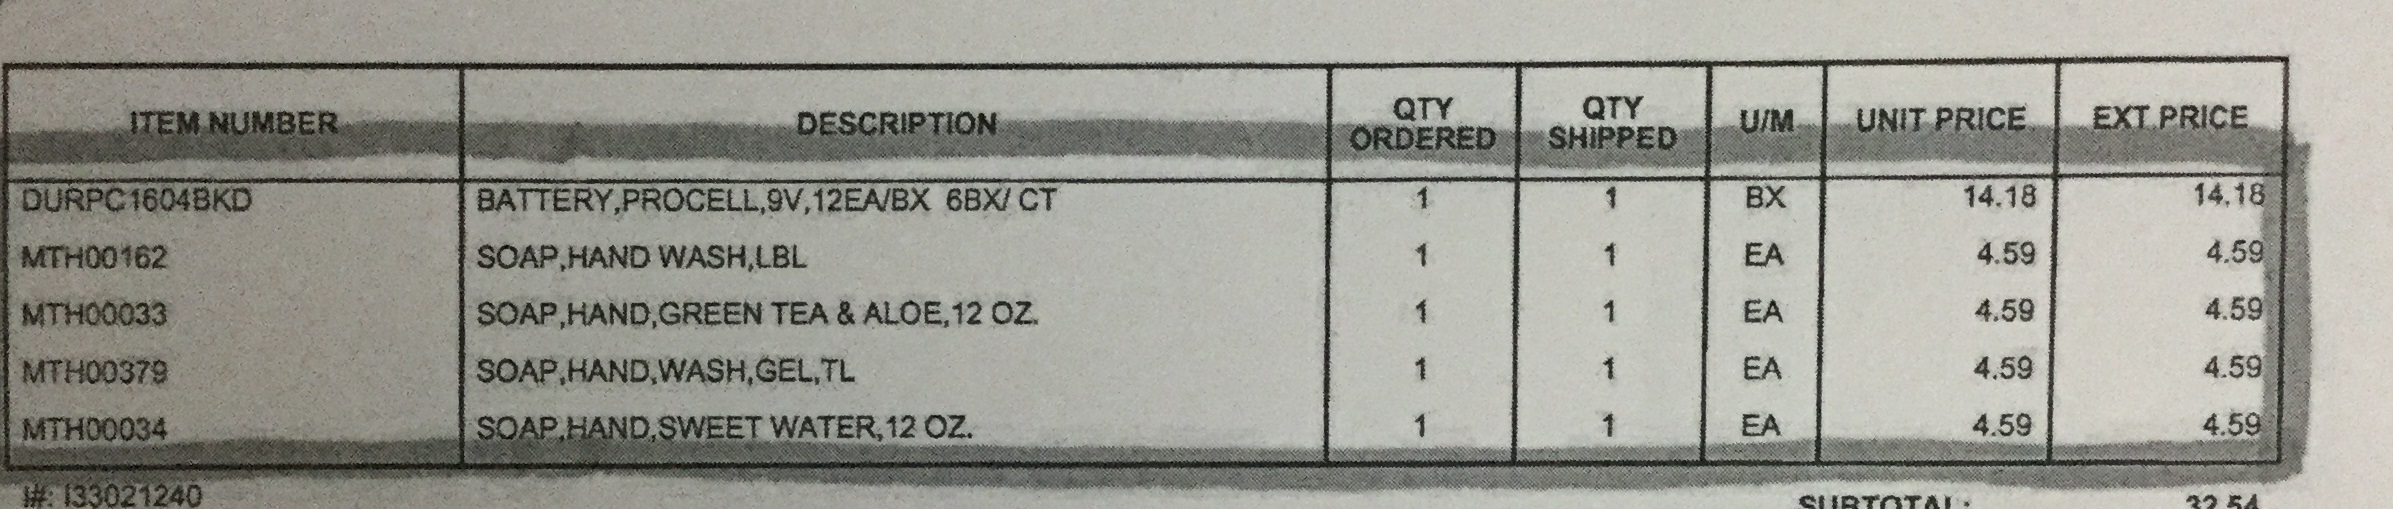 ITEM NUMBER DESCRIPTION QTY ORDERED QTY SHIPPED U/M UNIT PRICE EXT PRICE
DURPC1604BKD BATTERY,PROCELL,9V,12EA/BX 6BX/ CT 1 1 BX 14.18 14.18
MTH00162 SOAP,HAND WASH,LBL 1 1 EA 4.59 4.59
MTH00033 SOAP,HAND,GREEN TEA & ALOE,12 OZ. 1 1 EA 4.59 4.59
MTH00379 SOAP,HAND,WASH,GEL,TL 1 1 EA 4.59 4.59
MTH00034 SOAP,HAND,SWEET WATER,12 OZ. 1 1 EA 4.59 4.59
I#: I33021240 SUBTOTAL: 32.54